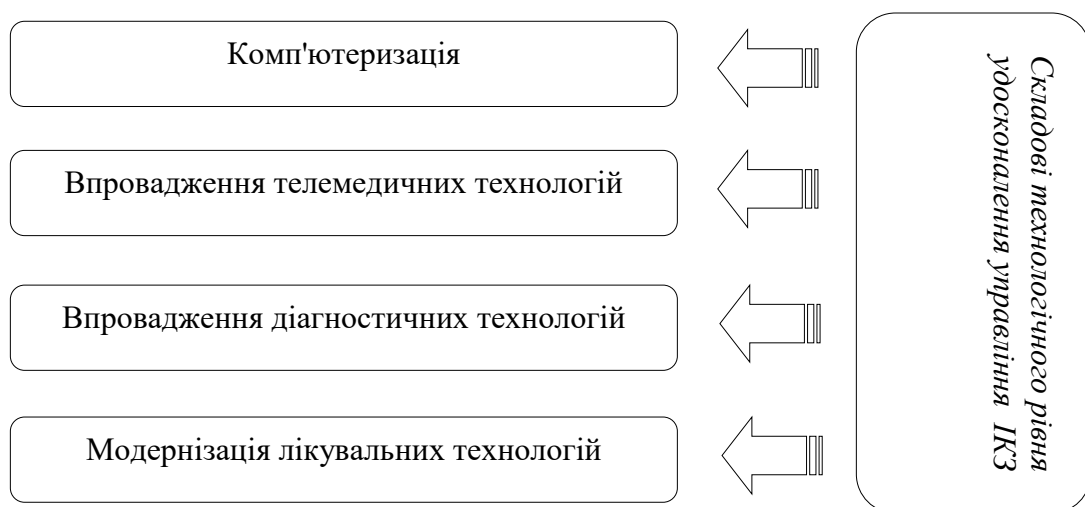 Комп'ютеризація
Впровадження телемедичних технологій
Впровадження діагностичних технологій
Модернізація лікувальних технологій
Складові технологічного рівня
удосконалення управління ІКЗ